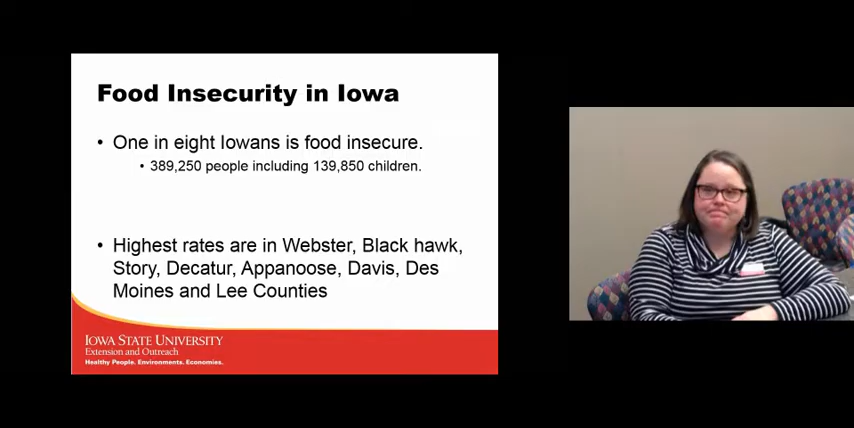 Food Insecurity in Iowa
• One in eight Iowans is food insecure.
• 389,250 people including 139,850 children.
• Highest rates are in Webster, Black hawk,
Story, Decatur, Appanoose, Davis, Des
Moines and Lee Counties
IOWA STATE UNIVERSITY
Extension and Outreach
Healthy People. Environments. Economies.